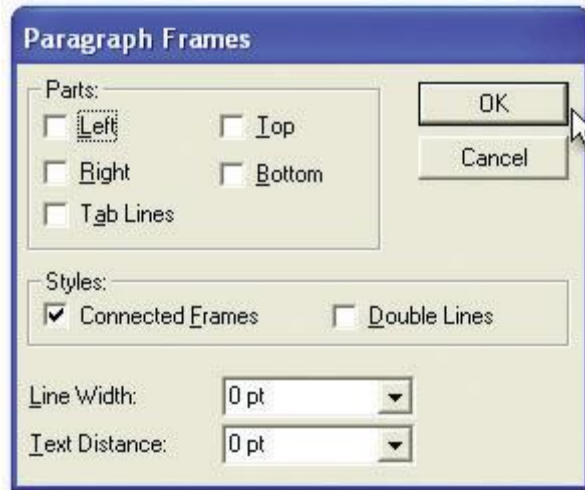 Paragraph Frames
Parts:
Left
Top
OK
Right
Bottom
Cancel
Tab Lines
Styles:
Connected Frames
Double Lines
Line Width:
0 pt
Text Distance:
0 pt